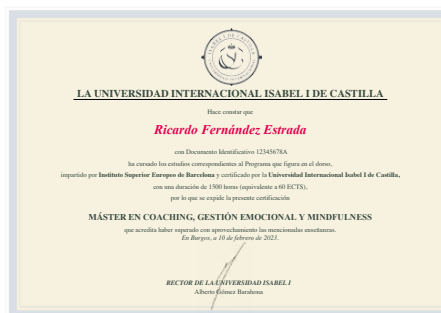 LA UNIVERSIDAD INTERNACIONAL ISABEL I DE CASTILLA
Hace constar que
Ricardo Fernández Estrada
con Documento Identificativo 12345678A
ha cursado los estudios correspondientes al Programa que figura en el dorso,
impartido por Instituto Superior Europeo de Barcelona y certificado por la Universidad Internacional Isabel I de Castilla,
con una duración de 1500 horas (equivalente a 60 ECTS),
por lo que se expide la presente certificación
MÁSTER EN COACHING, GESTIÓN EMOCIONAL Y MINDFULNESS
que acredita haber superado con aprovechamiento las mencionadas enseñanzas.
En Burgos, a 10 de febrero de 2023.
RECTOR DE LA UNIVERSIDAD ISABEL I
Alberto Gómez Barahona